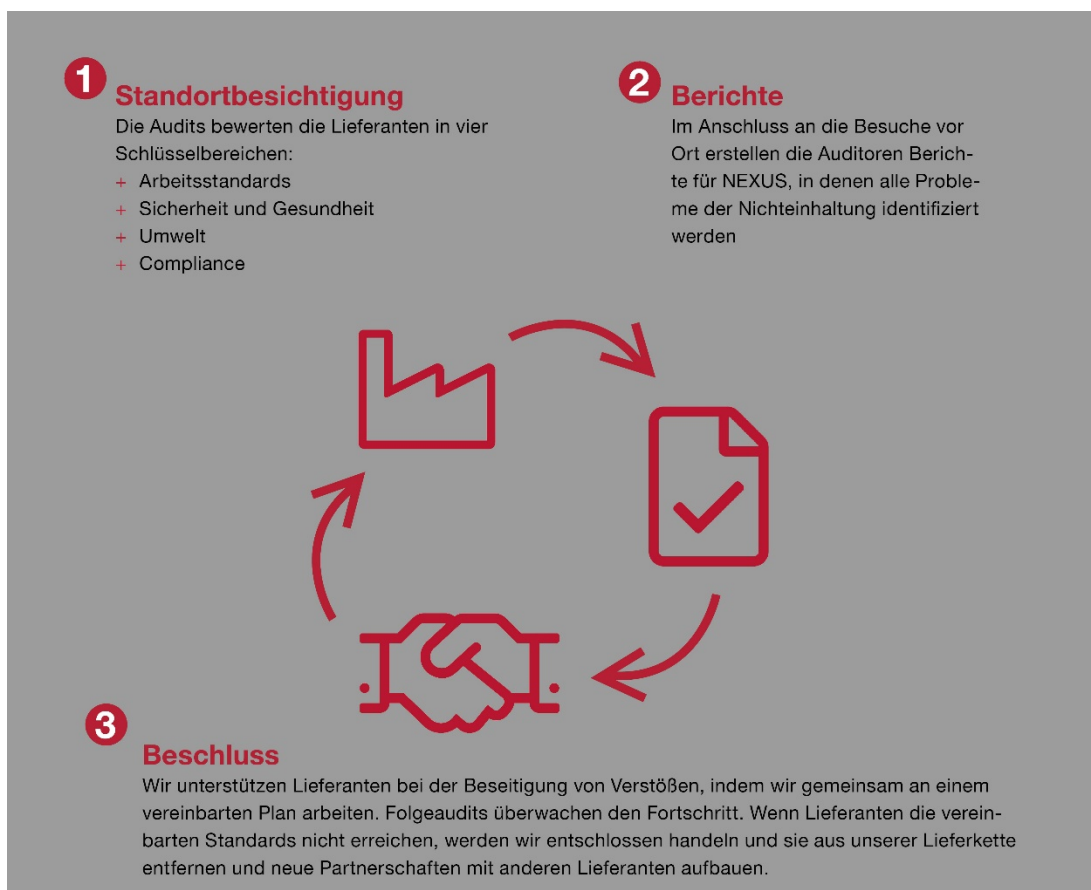 1
Standortbesichtigung
Die Audits bewerten die Lieferanten in vier
Schlüsselbereichen:
+ Arbeitsstandards
+ Sicherheit und Gesundheit
+ Umwelt
+ Compliance
2
Berichte
Im Anschluss an die Besuche vor
Ort erstellen die Auditoren Berich-
te für NEXUS, in denen alle Proble-
me der Nichteinhaltung identifiziert
werden
3
Beschluss
Wir unterstützen Lieferanten bei der Beseitigung von Verstößen, indem wir gemeinsam an einem
vereinbarten Plan arbeiten. Folgeaudits überwachen den Fortschritt. Wenn Lieferanten die verein-
barten Standards nicht erreichen, werden wir entschlossen handeln und sie aus unserer Lieferkette
entfernen und neue Partnerschaften mit anderen Lieferanten aufbauen.